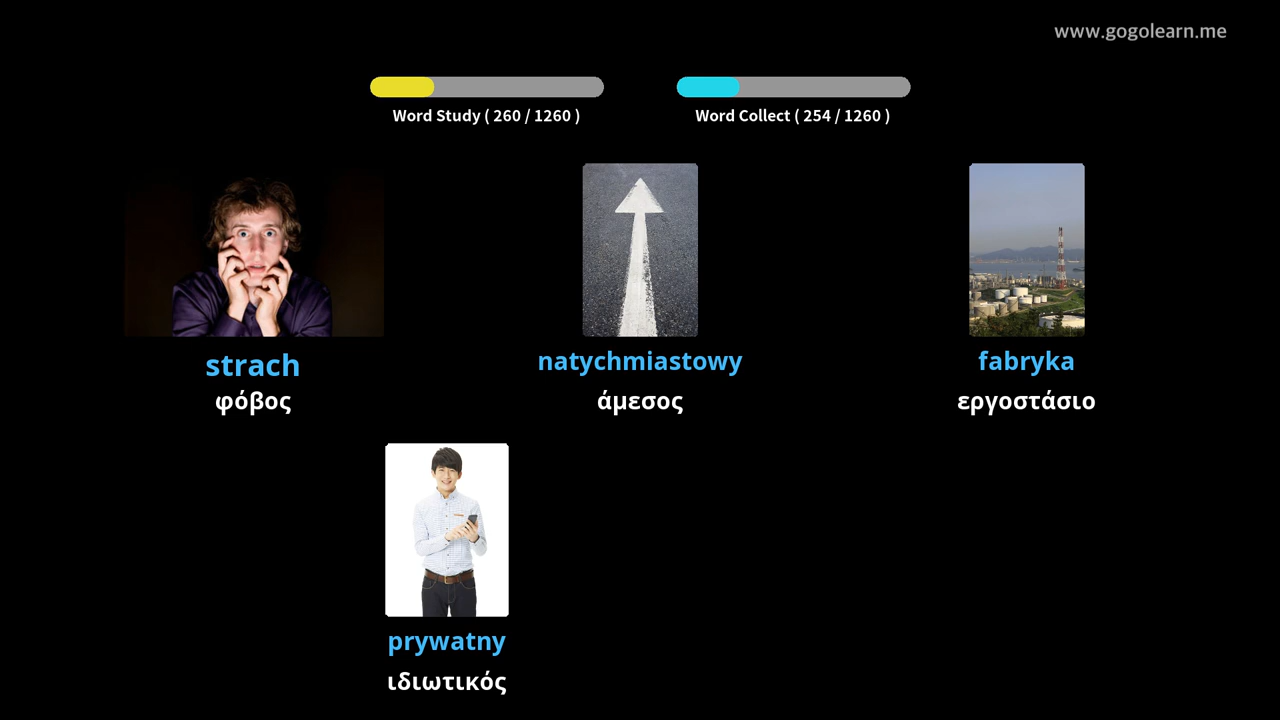 www.gogolearn.me
Word Study ( 260 / 1260 )
Word Collect ( 254 / 1260 )
strach
φόβος
natychmiastowy
άμεσος
fabryka
εργοστάσιο
prywatny
ιδιωτικός